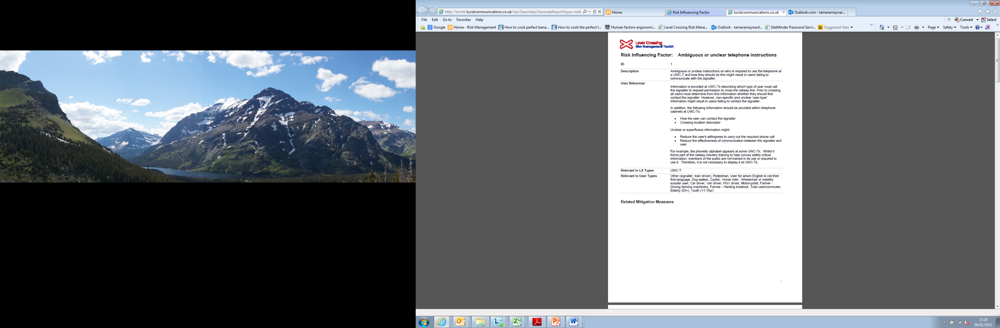 http://lxrmtk.lucidcommunications.co.uk/Api/SearchApi/GenerateReport?type=riskIr
Home
Risk Influencing Factor
lucidcommunications.co.uk
Outlook.com - tamaramaynar...
File Edit Go to Favorites Help
Convert Select
Google Home - Risk Management How to cook perfect bana... How to cook the perfect l... Human factors-ergonomi... Level Crossing Risk Mana... Outlook - tamaramaynard... SiteMinder Password Servi... Suggested Sites
Page Safety Tools
Level Crossing
Risk Management Toolkit
Risk Influencing Factor: Ambiguous or unclear telephone instructions
ID 1
Description Ambiguous or unclear instructions on who is required to use the telephone at
a UWC-T and how they should do this might result in users failing to
communicate with the signaller.
User Behaviour
Information is provided at UWC-Ts describing which type of user must call
the signaller to request permission to cross the railway line. Prior to crossing,
all users must determine from this information whether they should first
contact the signaller. However, non-specific and unclear 'user-type'
information might result in users failing to contact the signaller.
In addition, the following information should be provided within telephone
cabinets at UWC-Ts:
• How the user can contact the signaller
• Crossing location descriptor
Unclear or superfluous information might:
• Reduce the user's willingness to carry out the required phone call
• Reduce the effectiveness of communication between the signaller and
user
For example, the phonetic alphabet appears at some UWC-Ts. Whilst it
forms part of the railway industry training to help convey safety critical
information, members of the public are not trained in its use or required to
use it. Therefore, it is not necessary to display it at UWC-Ts.
Relevant to LX Types UWC-T
Relevant to User Types Other (signaller, train driver), Pedestrian, User for whom English is not their
first language, Dog walker, Cyclist , Horse rider , Wheelchair or mobility
scooter user, Car driver, Van driver, HGV driver, Motorcyclist, Farmer -
Driving farming machinery, Farmer - Herding livestock, Train user/commuter,
Elderly (65+), Youth (11-18yr)
Related Mitigation Measures
1
17:20
09/01/2015